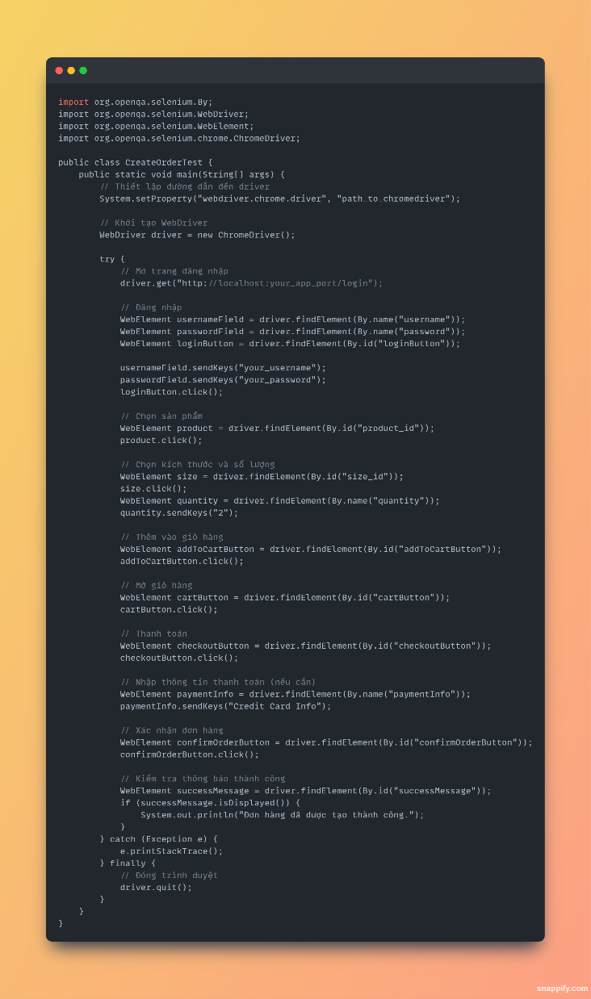 import org.openqa.selenium.By;
import org.openqa.selenium.WebDriver;
import org.openqa.selenium.WebElement;
import org.openqa.selenium.chrome.ChromeDriver;

public class CreateOrderTest {
    public static void main(String[] args) {
        // Thiết lập đường dẫn đến driver
        System.setProperty("webdriver.chrome.driver", "path_to_chromedriver");

        // Khởi tạo WebDriver
        WebDriver driver = new ChromeDriver();

        try {
            // Mở trang đăng nhập
            driver.get("http://localhost:your_app_port/login");

            // Đăng nhập
            WebElement usernameField = driver.findElement(By.name("username"));
            WebElement passwordField = driver.findElement(By.name("password"));
            WebElement loginButton = driver.findElement(By.id("loginButton"));

            usernameField.sendKeys("your_username");
            passwordField.sendKeys("your_password");
            loginButton.click();

            // Chọn sản phẩm
            WebElement product = driver.findElement(By.id("product_id"));
            product.click();

            // Chọn kích thước và số lượng
            WebElement size = driver.findElement(By.id("size_id"));
            size.click();
            WebElement quantity = driver.findElement(By.name("quantity"));
            quantity.sendKeys("2");

            // Thêm vào giỏ hàng
            WebElement addToCartButton = driver.findElement(By.id("addToCartButton"));
            addToCartButton.click();

            // Mở giỏ hàng
            WebElement cartButton = driver.findElement(By.id("cartButton"));
            cartButton.click();

            // Thanh toán
            WebElement checkoutButton = driver.findElement(By.id("checkoutButton"));
            checkoutButton.click();

            // Nhập thông tin thanh toán (nếu cần)
            WebElement paymentInfo = driver.findElement(By.name("paymentInfo"));
            paymentInfo.sendKeys("Credit Card Info");

            // Xác nhận đơn hàng
            WebElement confirmOrderButton = driver.findElement(By.id("confirmOrderButton"));
            confirmOrderButton.click();

            // Kiểm tra thông báo thành công
            WebElement successMessage = driver.findElement(By.id("successMessage"));
            if (successMessage.isDisplayed()) {
                System.out.println("Đơn hàng đã được tạo thành công.");
            }
        } catch (Exception e) {
            e.printStackTrace();
        } finally {
            // Đóng trình duyệt
            driver.quit();
        }
    }
}
snappify.com